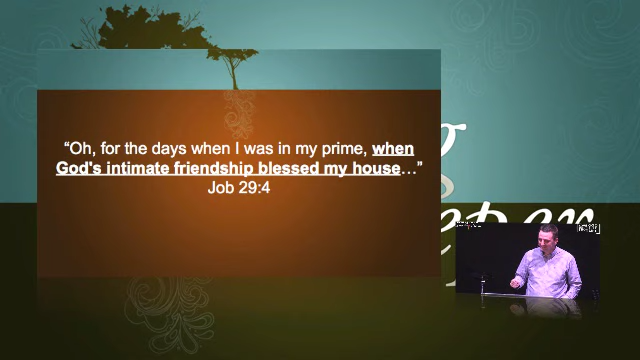 “Oh, for the days when I was in my prime, when
God's intimate friendship blessed my house…”
Job 29:4